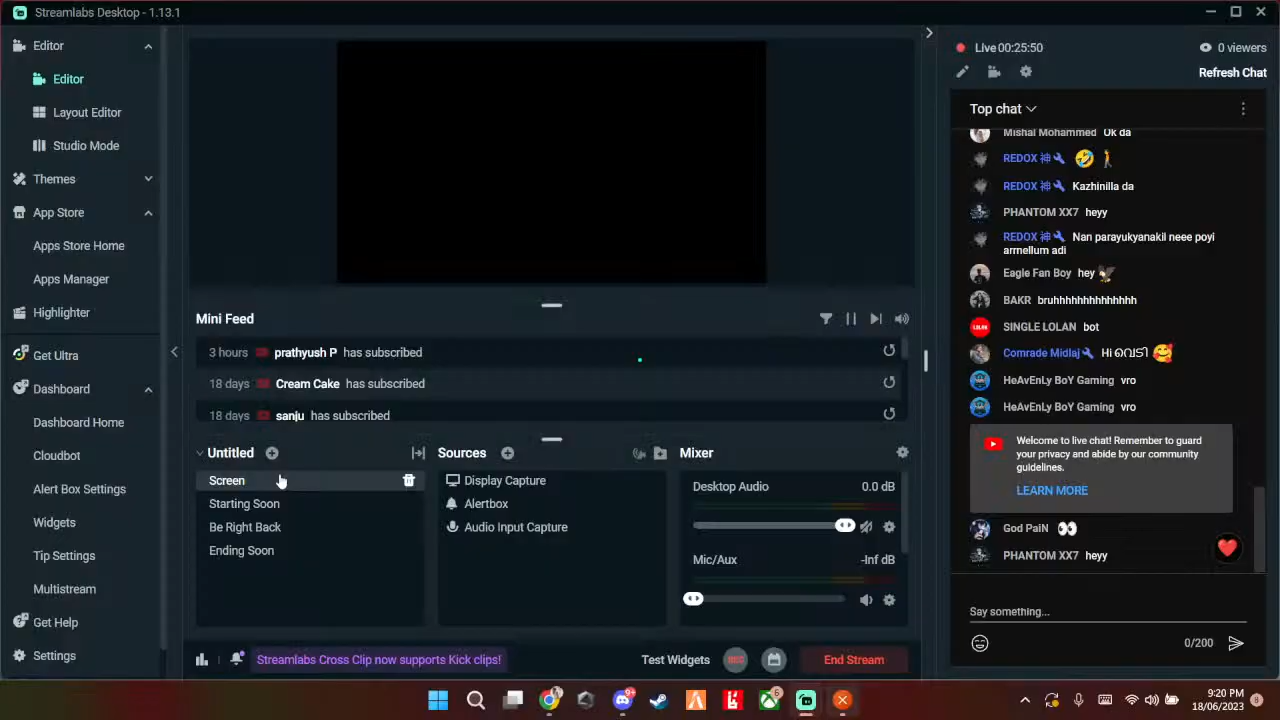 Streamlabs Desktop - 1.13.1
Editor
Editor
Layout Editor
Studio Mode
Themes
App Store
Apps Store Home
Apps Manager
Highlighter
Get Ultra
Dashboard
Dashboard Home
Cloudbot
Alert Box Settings
Widgets
Tip Settings
Multistream
Get Help
Settings
Mini Feed
3 hours prathyush P has subscribed
18 days Cream Cake has subscribed
18 days sanju has subscribed
Untitled
Screen
Starting Soon
Be Right Back
Ending Soon
Sources
Display Capture
Alertbox
Audio Input Capture
Mixer
Desktop Audio 0.0 dB
Mic/Aux -Inf dB
Streamlabs Cross Clip now supports Kick clips!
Test Widgets
REC
End Stream
Live 00:25:50
0 viewers
Refresh Chat
Top chat
Mishal Mohammed Ok da
REDOX 神 🤣🚶
REDOX 神 Kazhinilla da
PHANTOM XX7 heyy
REDOX 神 Nan parayukyanakil neee poyi
armellum adi
Eagle Fan Boy hey 🦅
BAKR bruhhhhhhhhhhhhhh
SINGLE LOLAN bot
Comrade Midlaj Hi വെടി 🥰
HeAvEnLy BoY Gaming vro
HeAvEnLy BoY Gaming vro
Welcome to live chat! Remember to guard
your privacy and abide by our community
guidelines.
LEARN MORE
God PaiN 👀
PHANTOM XX7 heyy
Say something...
0/200
9+
6
9:20 PM
18/06/2023
8